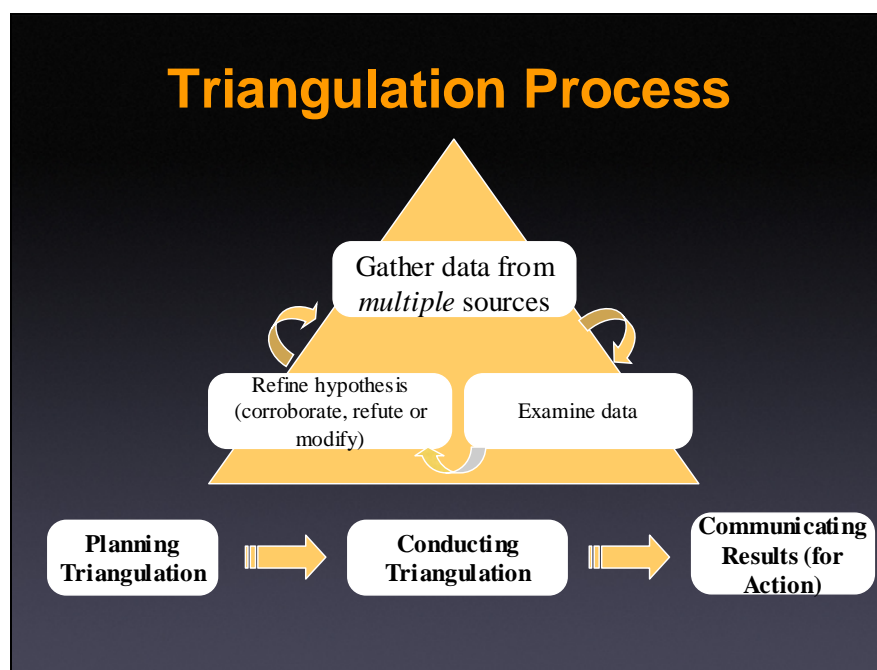 Triangulation Process
Gather data from
multiple sources
Refine hypothesis
(corroborate, refute or
modify)
Examine data
Planning
Triangulation
Conducting
Triangulation
Communicating
Results (for
Action)